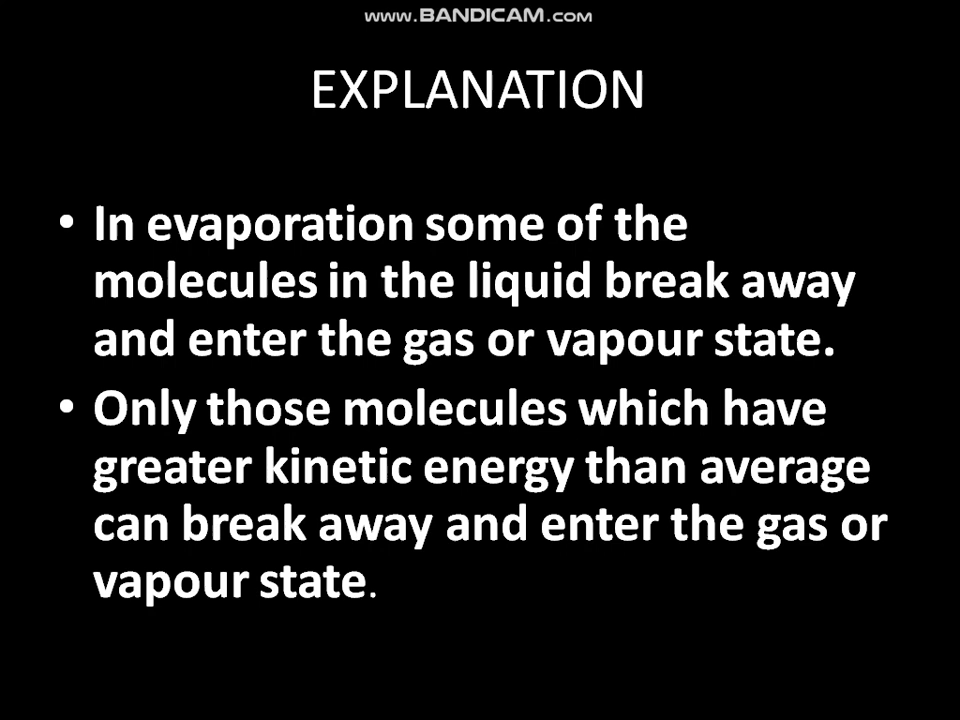 www.BANDICAM.com
EXPLANATION
• In evaporation some of the
molecules in the liquid break away
and enter the gas or vapour state.
• Only those molecules which have
greater kinetic energy than average
can break away and enter the gas or
vapour state.